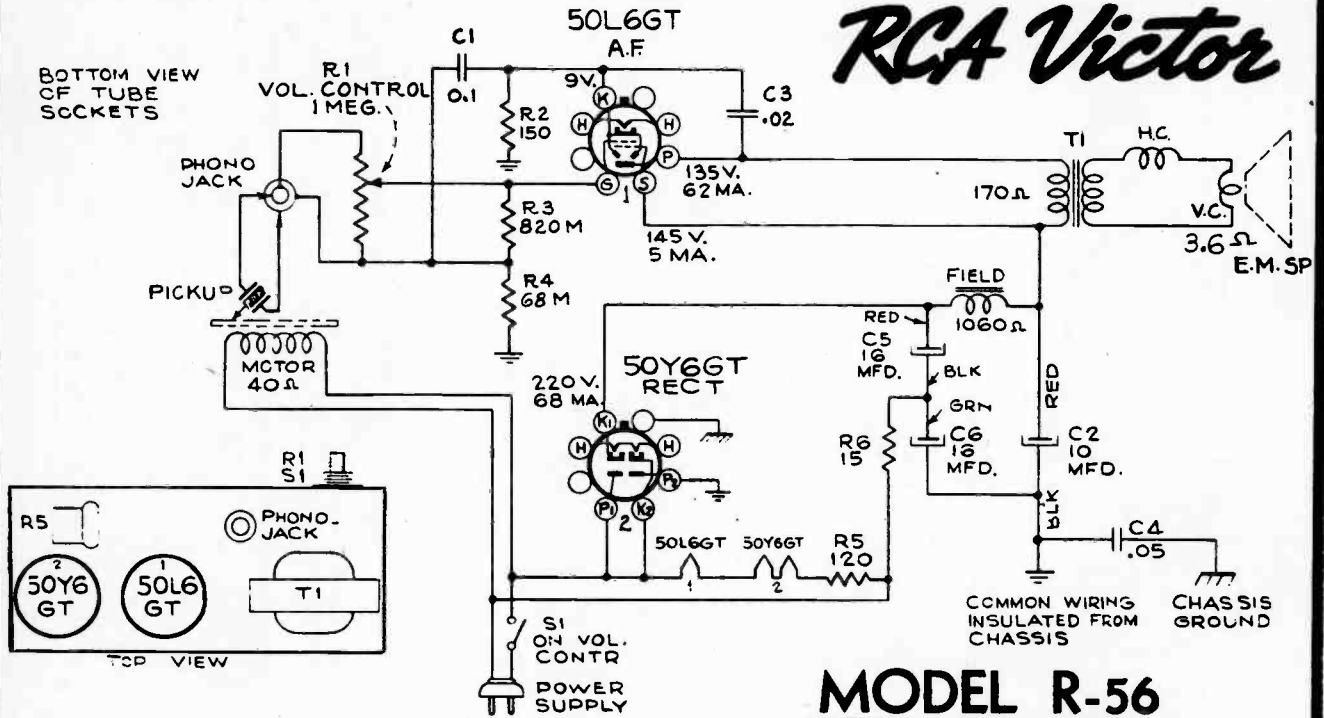 RCA Victor
50L6GT
A.F.
BOTTOM VIEW
OF TUBE
SOCKETS
R1
VOL. CONTROL
1 MEG.
C1
0.1
9V.
R2
150
K
H
H
P
G
S
1
C3
.02
PHONO
JACK
135V.
62 MA.
R3
820 M
145 V.
5 MA.
R4
68 M
T1
170Ω
H.C.
V.C.
3.6 Ω
E.M. SP
PICKUP
MOTOR
40Ω
FIELD
1060Ω
RED
C5
16
MFD.
BLK
GRN
C6
16
MFD.
RED
C2
10
MFD.
BLK
R6
15
50Y6GT
RECT
220 V.
68 MA.
K1
H
H
P2
P1
K2
2
50L6GT
1
50Y6GT
2
R5
120
C4
.05
COMMON WIRING
INSULATED FROM
CHASSIS
CHASSIS
GROUND
S1
ON VOL.
CONTR
POWER
SUPPLY
R1
S1
R5
PHONO-
JACK
2
50Y6
GT
1
50L6
GT
T1
TOP VIEW
MODEL R-56